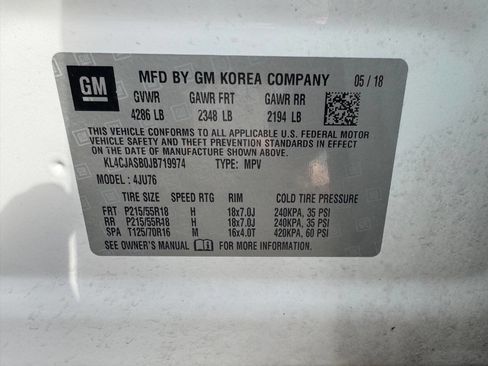 GM
MFD BY GM KOREA COMPANY 05/18
GVWR GAWR FRT GAWR RR
4286 LB 2348 LB 2194 LB
THIS VEHICLE CONFORMS TO ALL APPLICABLE U.S. FEDERAL MOTOR
VEHICLE SAFETY, BUMPER, AND THEFT PREVENTION STANDARDS IN
EFFECT ON THE DATE OF MANUFACTURE SHOWN ABOVE.
KL4CJASB0JB719974 TYPE: MPV
MODEL: 4JU76
TIRE SIZE SPEED RTG RIM COLD TIRE PRESSURE
FRT P215/55R18 H 18x7.0J 240KPA, 35 PSI
RR P215/55R18 H 18x7.0J 240KPA, 35 PSI
SPA T125/70R16 M 16x4.0T 420KPA, 60 PSI
SEE OWNER'S MANUAL FOR MORE INFORMATION.